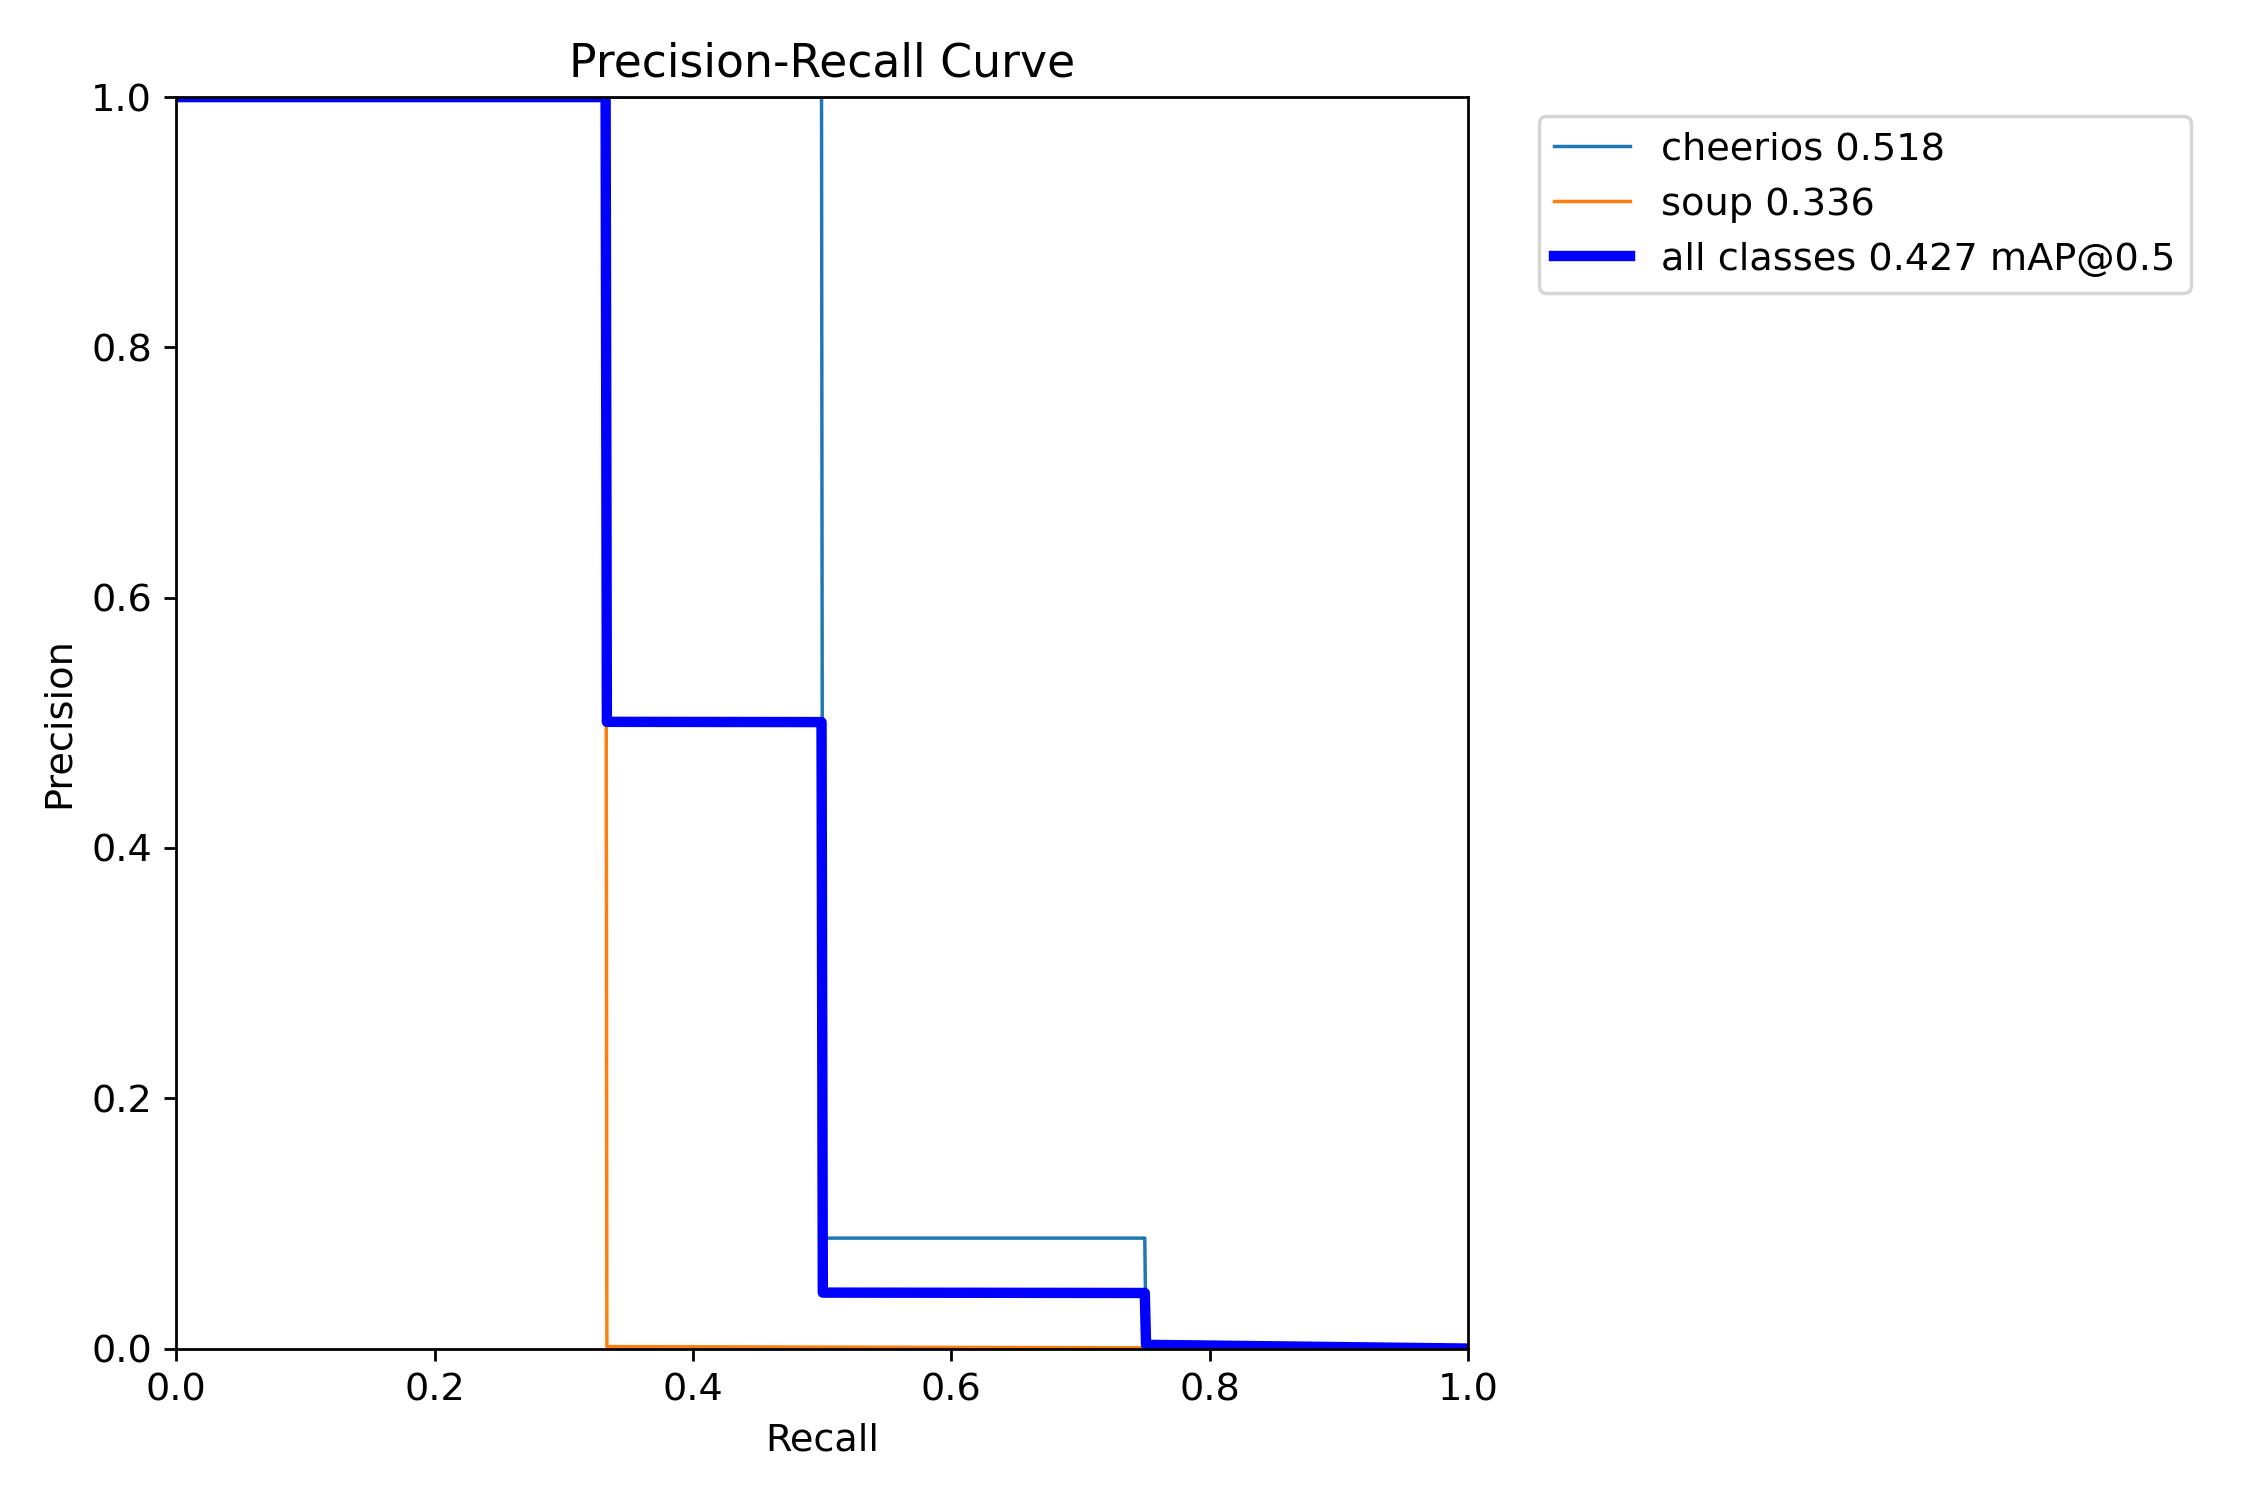 Precision-Recall Curve
1.0
0.8
0.6
0.4
0.2
0.0
Precision
0.0 0.2 0.4 0.6 0.8 1.0
Recall
cheerios 0.518
soup 0.336
all classes 0.427 mAP@0.5